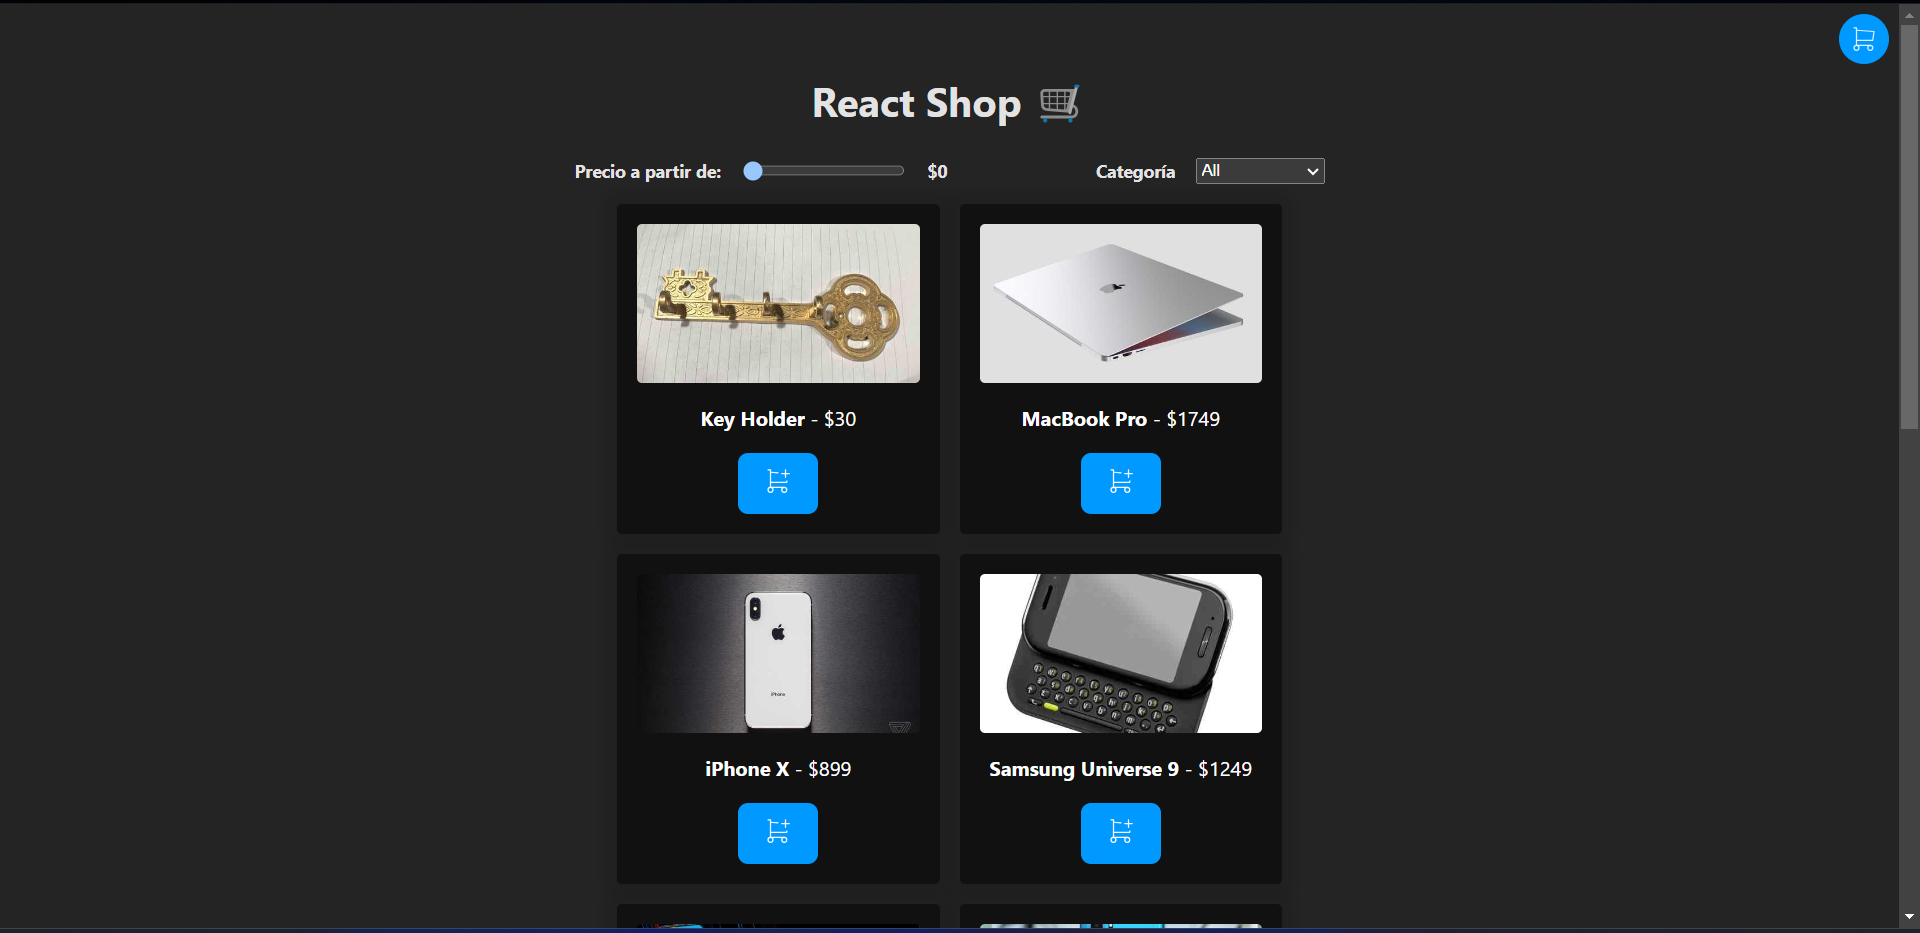 React Shop
Precio a partir de: $0 Categoría All
Key Holder - $30
MacBook Pro - $1749
iPhone
iPhone X - $899
Samsung Universe 9 - $1249